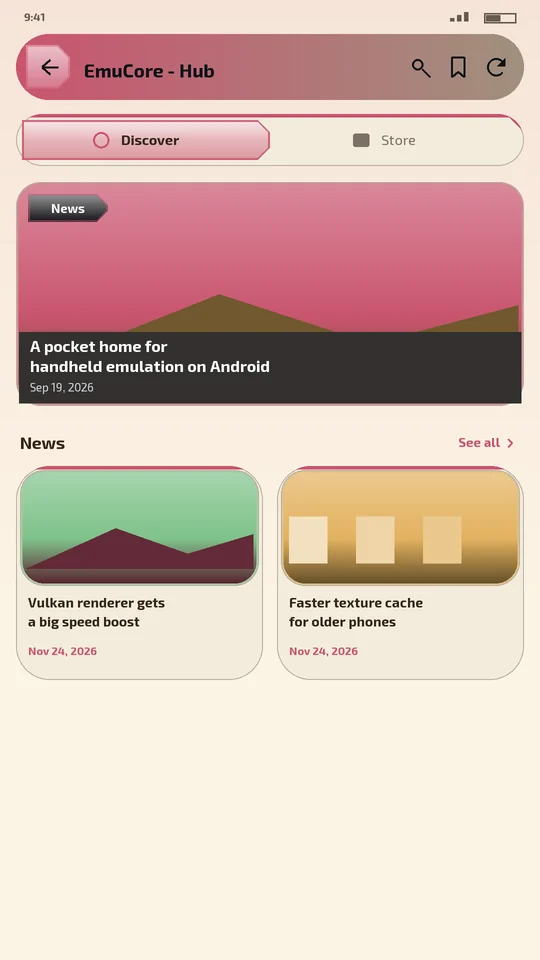 9:41
EmuCore - Hub
Discover
Store
News
A pocket home for
handheld emulation on Android
Sep 19, 2026
News
See all
Vulkan renderer gets
a big speed boost
Nov 24, 2026
Faster texture cache
for older phones
Nov 24, 2026